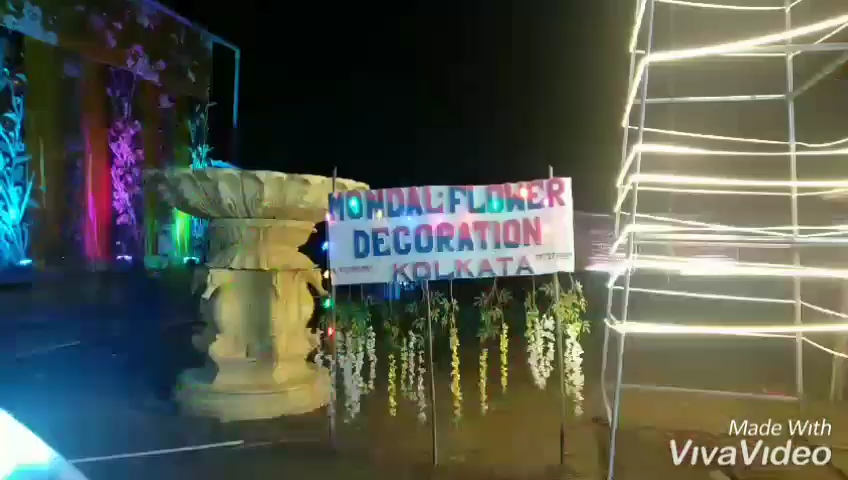 MONDAL FLOWER
DECORATION
KOLKATA
Made With
VivaVideo